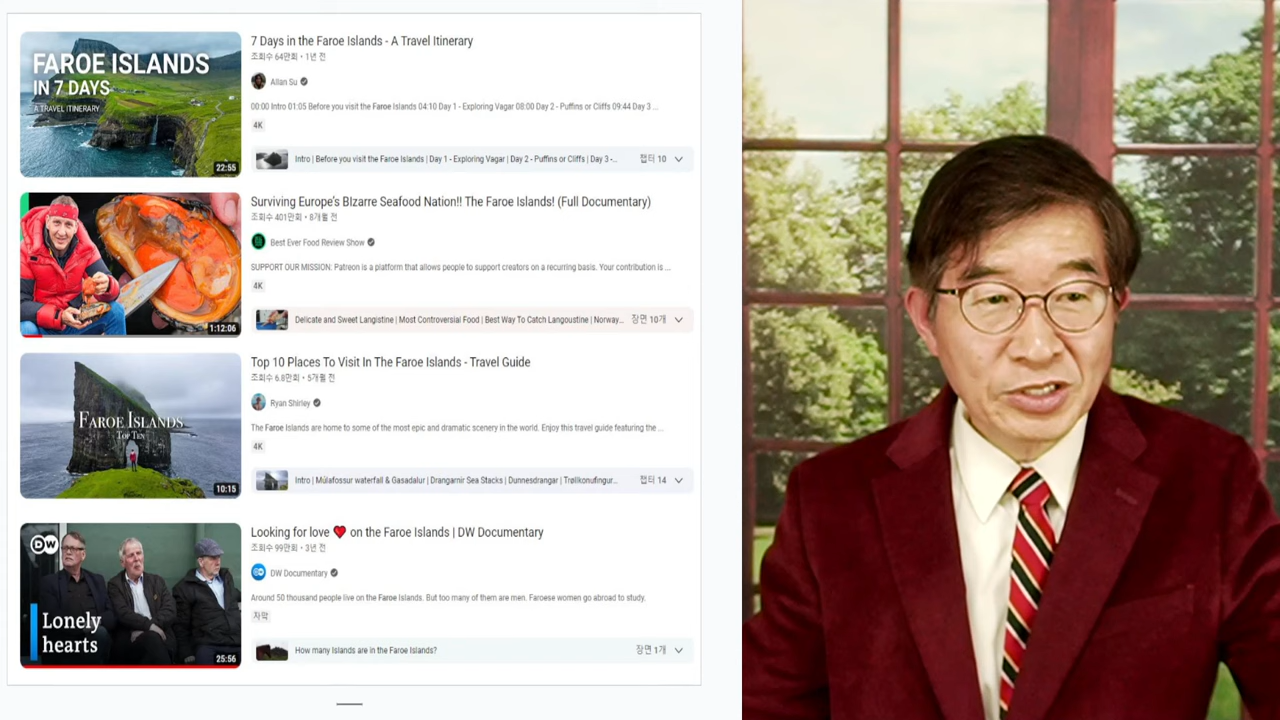 FAROE ISLANDS
IN 7 DAYS
A TRAVEL ITINERARY
22:55
7 Days in the Faroe Islands - A Travel Itinerary
조회수 64만회 • 1년 전
Allan Su
00:00 Intro 01:05 Before you visit the Faroe Islands 04:10 Day 1 - Exploring Vagar 08:00 Day 2 - Puffins or Cliffs 09:44 Day 3 ...
4K
Intro | Before you visit the Faroe Islands | Day 1 - Exploring Vagar | Day 2 - Puffins or Cliffs | Day 3 -... 챕터 10
1:12:06
Surviving Europe's BIzarre Seafood Nation!! The Faroe Islands! (Full Documentary)
조회수 401만회 • 8개월 전
Best Ever Food Review Show
SUPPORT OUR MISSION: Patreon is a platform that allows people to support creators on a recurring basis. Your contribution is ...
4K
Delicate and Sweet Langistine | Most Controversial Food | Best Way To Catch Langoustine | Norway... 장면 10개
FAROE ISLANDS
TOP TEN
10:15
Top 10 Places To Visit In The Faroe Islands - Travel Guide
조회수 6.8만회 • 5개월 전
Ryan Shirley
The Faroe Islands are home to some of the most epic and dramatic scenery in the world. Enjoy this travel guide featuring the ...
4K
Intro | Múlafossur waterfall & Gasadalur | Drangarnir Sea Stacks | Dunnesdrangar | Trølikonufingur... 챕터 14
DW
Lonely
hearts
25:56
Looking for love ❤ on the Faroe Islands | DW Documentary
조회수 99만회 • 3년 전
DW Documentary
Around 50 thousand people live on the Faroe Islands. But too many of them are men. Faroese women go abroad to study.
자막
How many Islands are in the Faroe Islands? 장면 1개